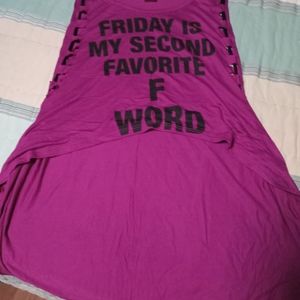 FRIDAY IS
MY SECOND
FAVORITE
F
WORD